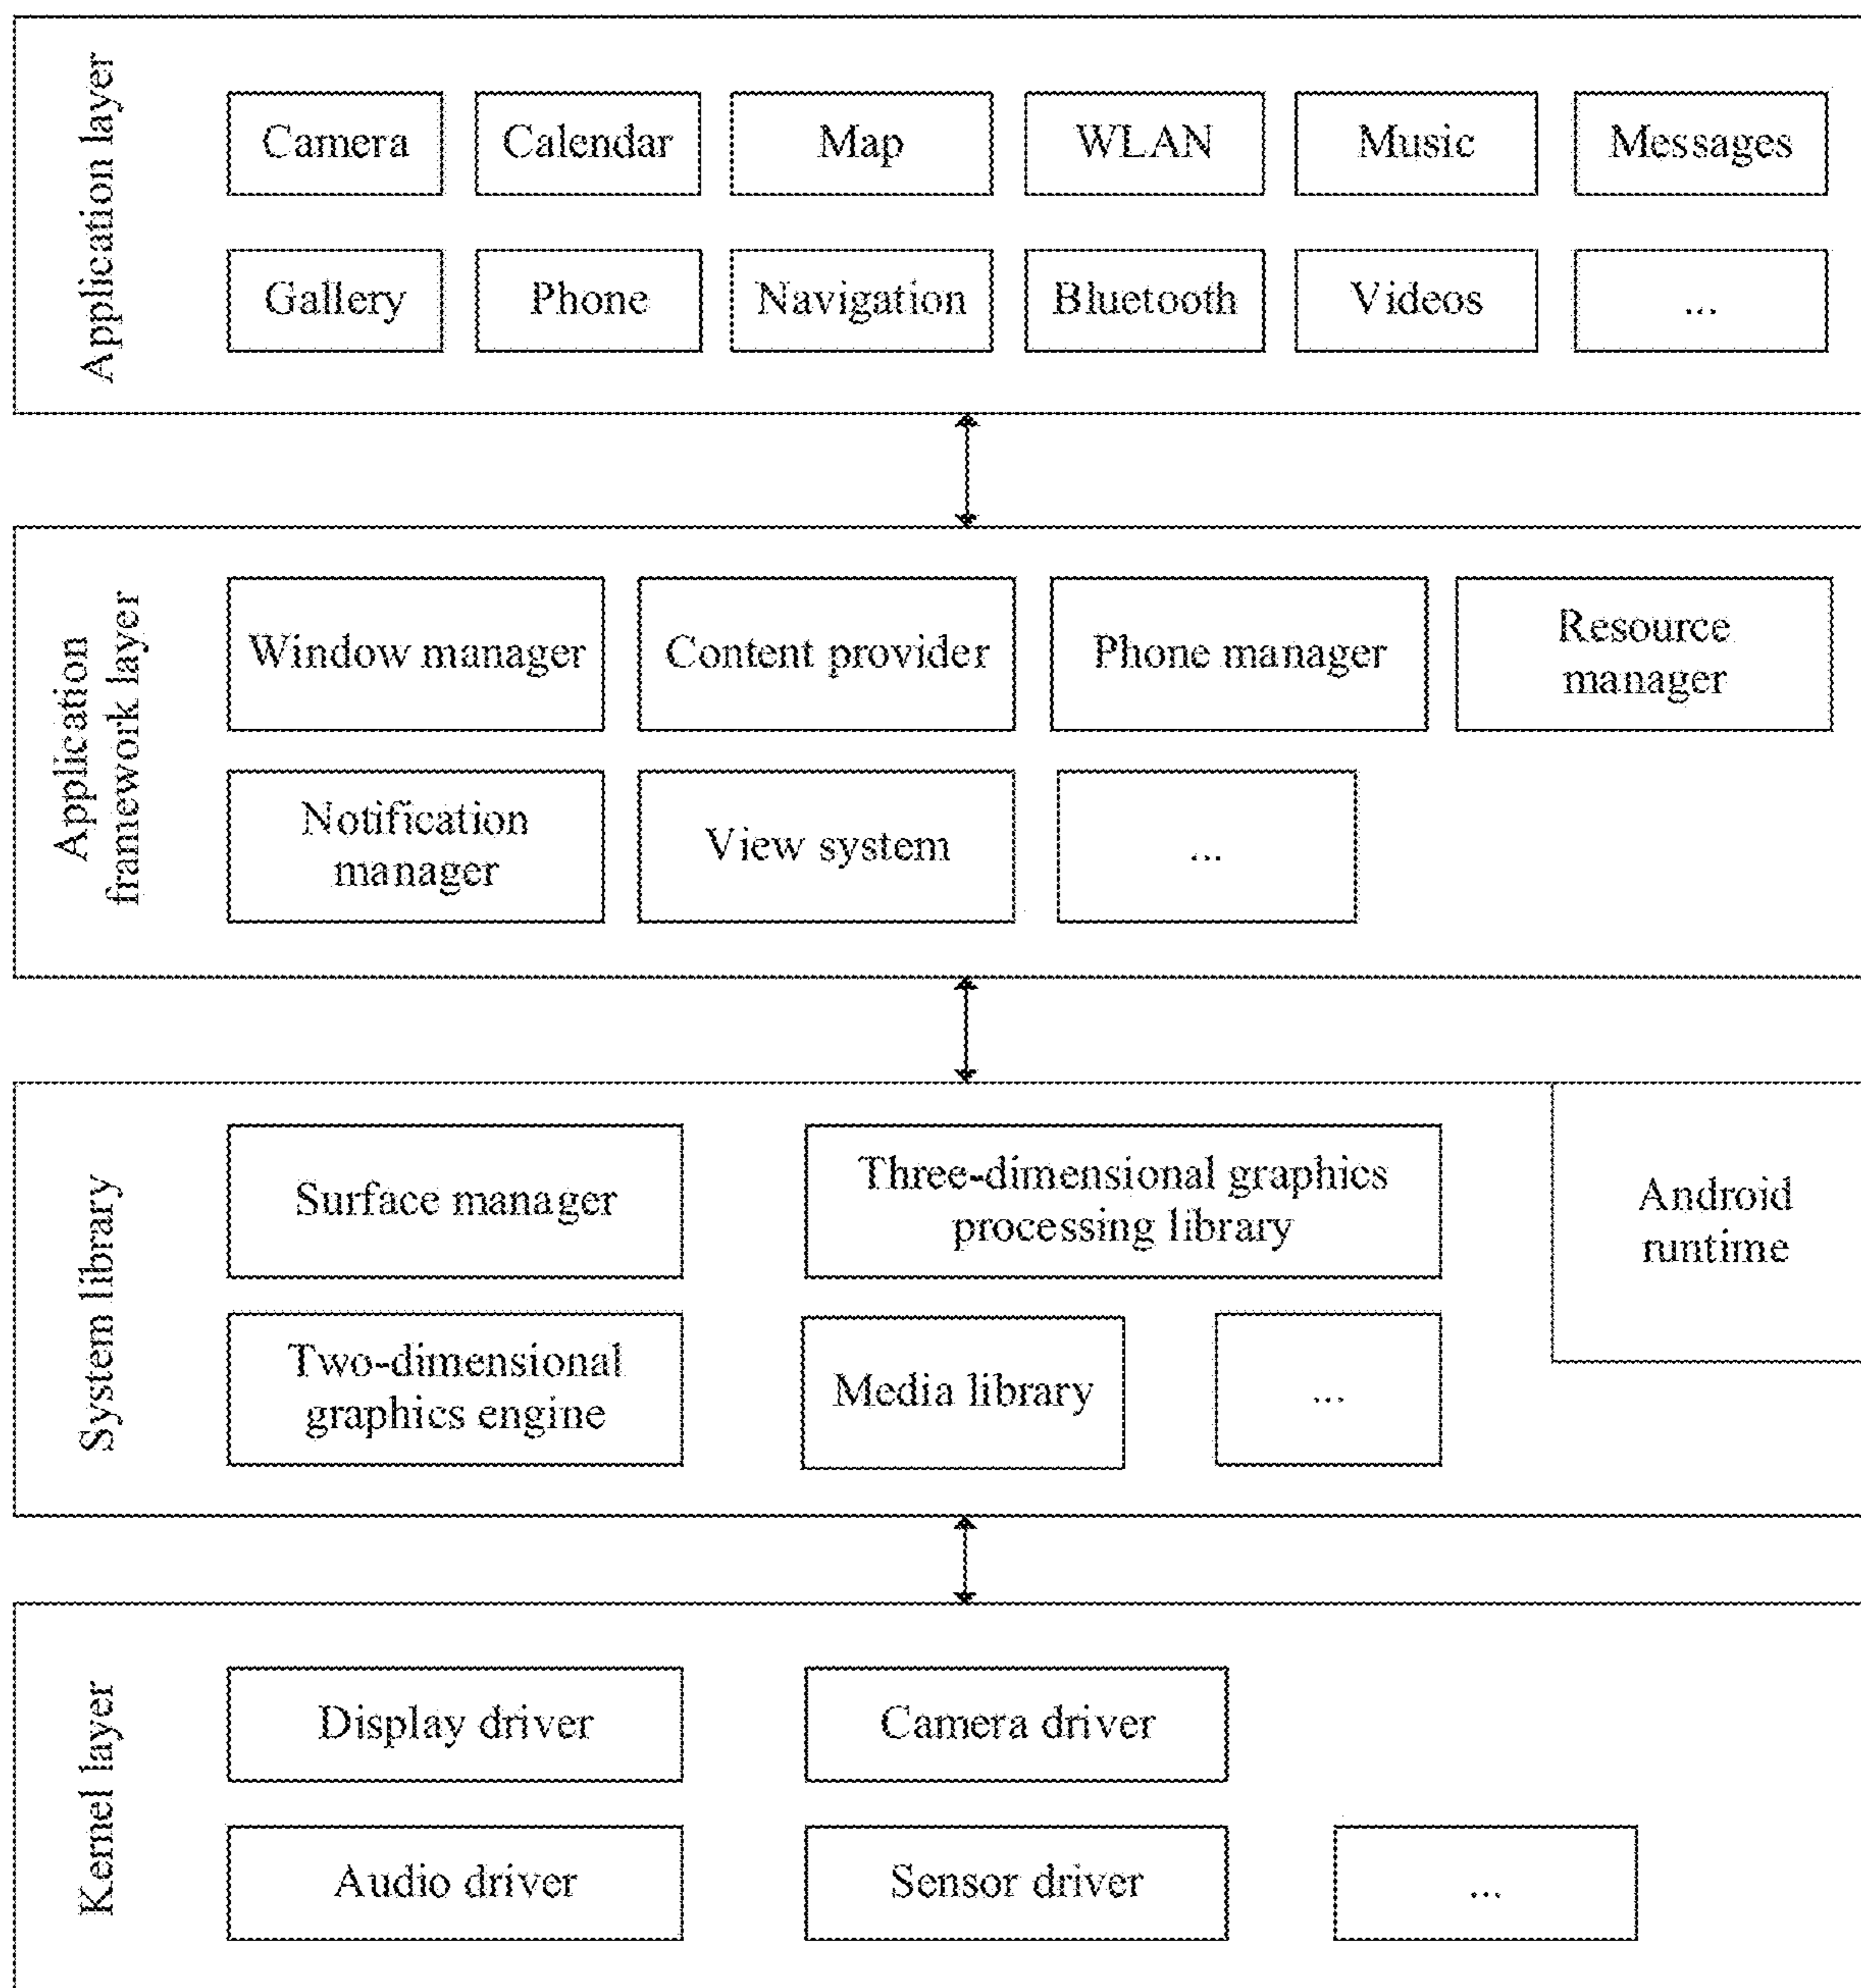 Application layer
Camera
Calendar
Map
WLAN
Music
Messages
Gallery
Phone
Navigation
Bluetooth
Videos
...
Application
framework layer
Window manager
Content provider
Phone manager
Resource
manager
Notification
manager
View system
...
System library
Surface manager
Three-dimensional graphics
processing library
Android
runtime
Two-dimensional
graphics engine
Media library
...
Kernel layer
Display driver
Camera driver
Audio driver
Sensor driver
...